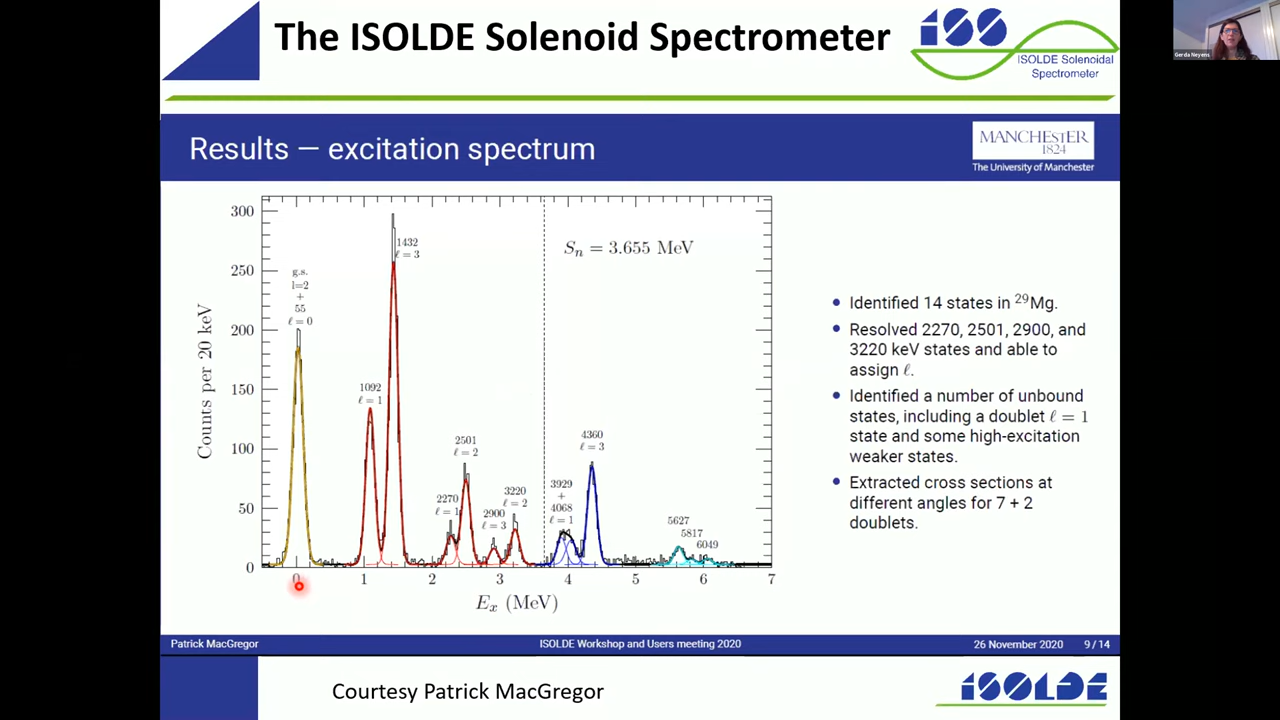 The ISOLDE Solenoid Spectrometer
ISS
ISOLDE Solenoidal
Spectrometer
Gerda Neyens
Results — excitation spectrum
MANCHESTER
1824
The University of Manchester
300
250
200
150
100
50
0
Counts per 20 keV
g.s.
l=2
+
55
ℓ = 0
1092
ℓ = 1
1432
ℓ = 3
2270
ℓ = 1
2501
ℓ = 2
2900
ℓ = 3
3220
ℓ = 2
Sₙ = 3.655 MeV
3929
+
4068
ℓ = 1
4360
ℓ = 3
5627
5817
6049
0 1 2 3 4 5 6 7
Eₓ (MeV)
• Identified 14 states in ²⁹Mg.
• Resolved 2270, 2501, 2900, and
3220 keV states and able to
assign ℓ.
• Identified a number of unbound
states, including a doublet ℓ = 1
state and some high-excitation
weaker states.
• Extracted cross sections at
different angles for 7 + 2
doublets.
Patrick MacGregor ISOLDE Workshop and Users meeting 2020 26 November 2020 9 / 14
Courtesy Patrick MacGregor
ISOLDE